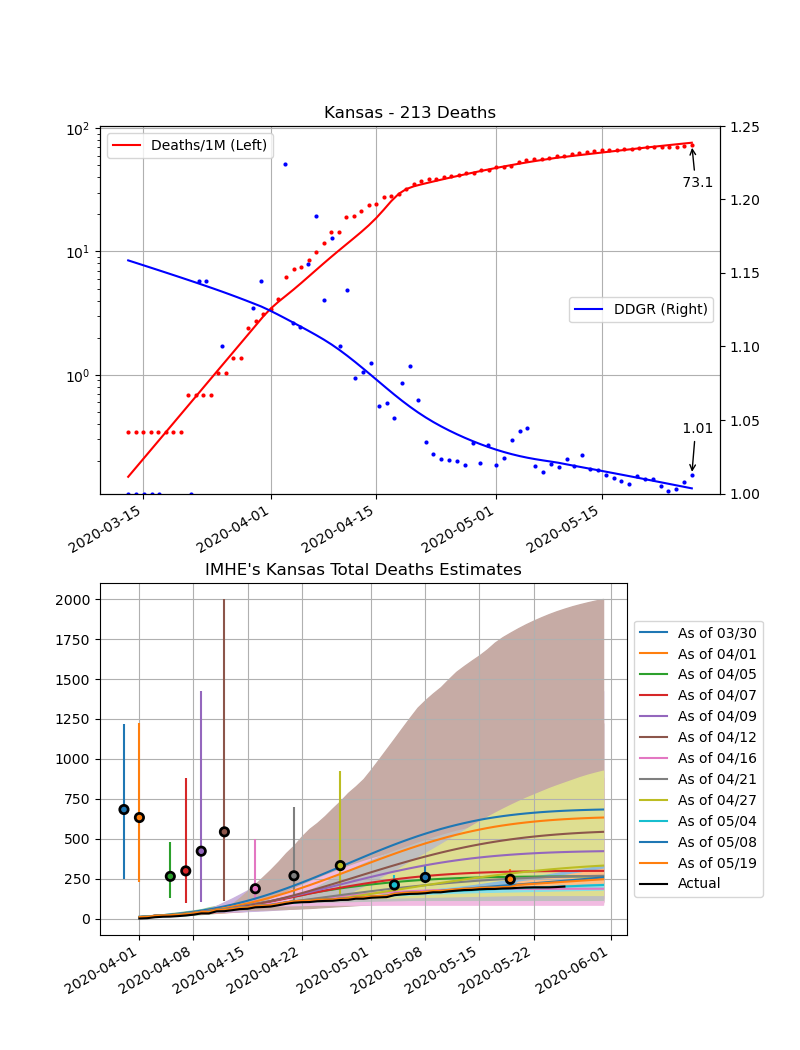 Kansas - 213 Deaths
10²
10¹
10⁰
Deaths/1M (Left)
DDGR (Right)
73.1
1.01
1.25
1.20
1.15
1.10
1.05
1.00
2020-03-15
2020-04-01
2020-04-15
2020-05-01
2020-05-15
IMHE's Kansas Total Deaths Estimates
2000
1750
1500
1250
1000
750
500
250
0
2020-04-01
2020-04-08
2020-04-15
2020-04-22
2020-05-01
2020-05-08
2020-05-15
2020-05-22
2020-06-01
As of 03/30
As of 04/01
As of 04/05
As of 04/07
As of 04/09
As of 04/12
As of 04/16
As of 04/21
As of 04/27
As of 05/04
As of 05/08
As of 05/19
Actual